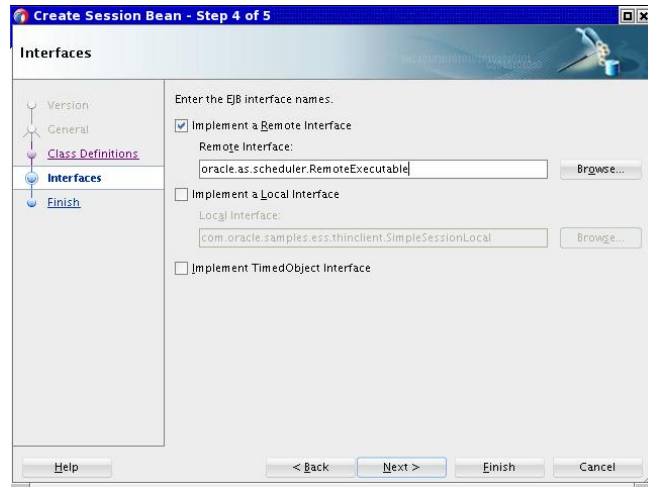 Create Session Bean - Step 4 of 5
Interfaces
Version
General
Class Definitions
Interfaces
Finish
Enter the EJB interface names.
Implement a Remote Interface
Remote Interface:
oracle.as.scheduler.RemoteExecutable
Browse...
Implement a Local Interface
Local Interface:
com.oracle.samples.ess.thinclient.SimpleSessionLocal
Browse...
Implement TimedObject Interface
Help
< Back
Next >
Finish
Cancel